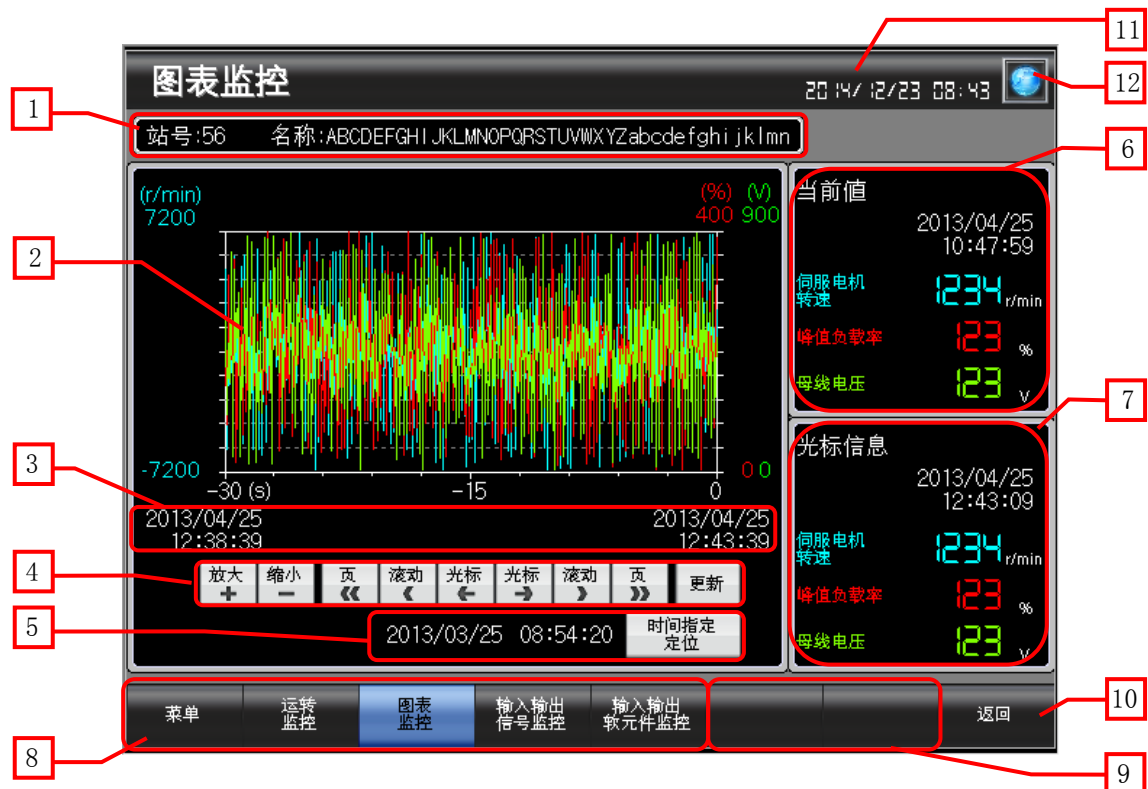 11
图表监控
2014/12/23 08:43
12
1
站号:56 名称:ABCDEFGHIJKLMNOPQRSTUVWXYZabcdefghijklmn
6
(r/min)
7200
(%) (V)
400 900
2
-7200
0 0
-30 (s)
-15
0
3
2013/04/25
12:38:39
2013/04/25
12:43:39
4
放大
+
缩小
-
页
《
滚动
〈
光标
←
光标
→
滚动
〉
页
》
更新
5
2013/03/25 08:54:20
时间指定
定位
当前值
2013/04/25
10:47:59
伺服电机
转速
1234 r/min
峰值负载率
123 %
母线电压
123 V
7
光标信息
2013/04/25
12:43:09
伺服电机
转速
1234 r/min
峰值负载率
123 %
母线电压
123 V
菜单
运转
监控
图表
监控
输入输出
信号监控
输入输出
软元件监控
返回
10
8
9